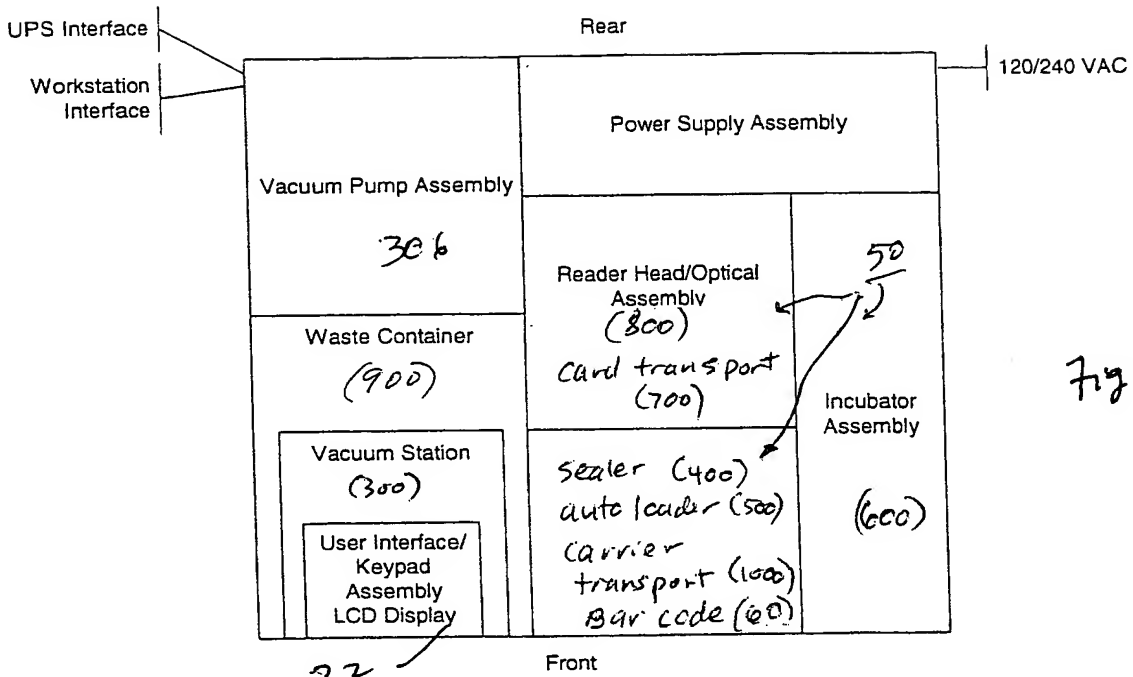 UPS Interface
Rear
Workstation
Interface
120/240 VAC
Power Supply Assembly
Vacuum Pump Assembly
306
50
Reader Head/Optical
Assembly
(800)
card transport
(700)
Waste Container
(900)
Fig
Incubator
Assembly
(600)
Vacuum Station
(300)
User Interface/
Keypad
Assembly
LCD Display
sealer (400)
auto loader (500)
carrier
transport (1000)
Bar code (60)
Front